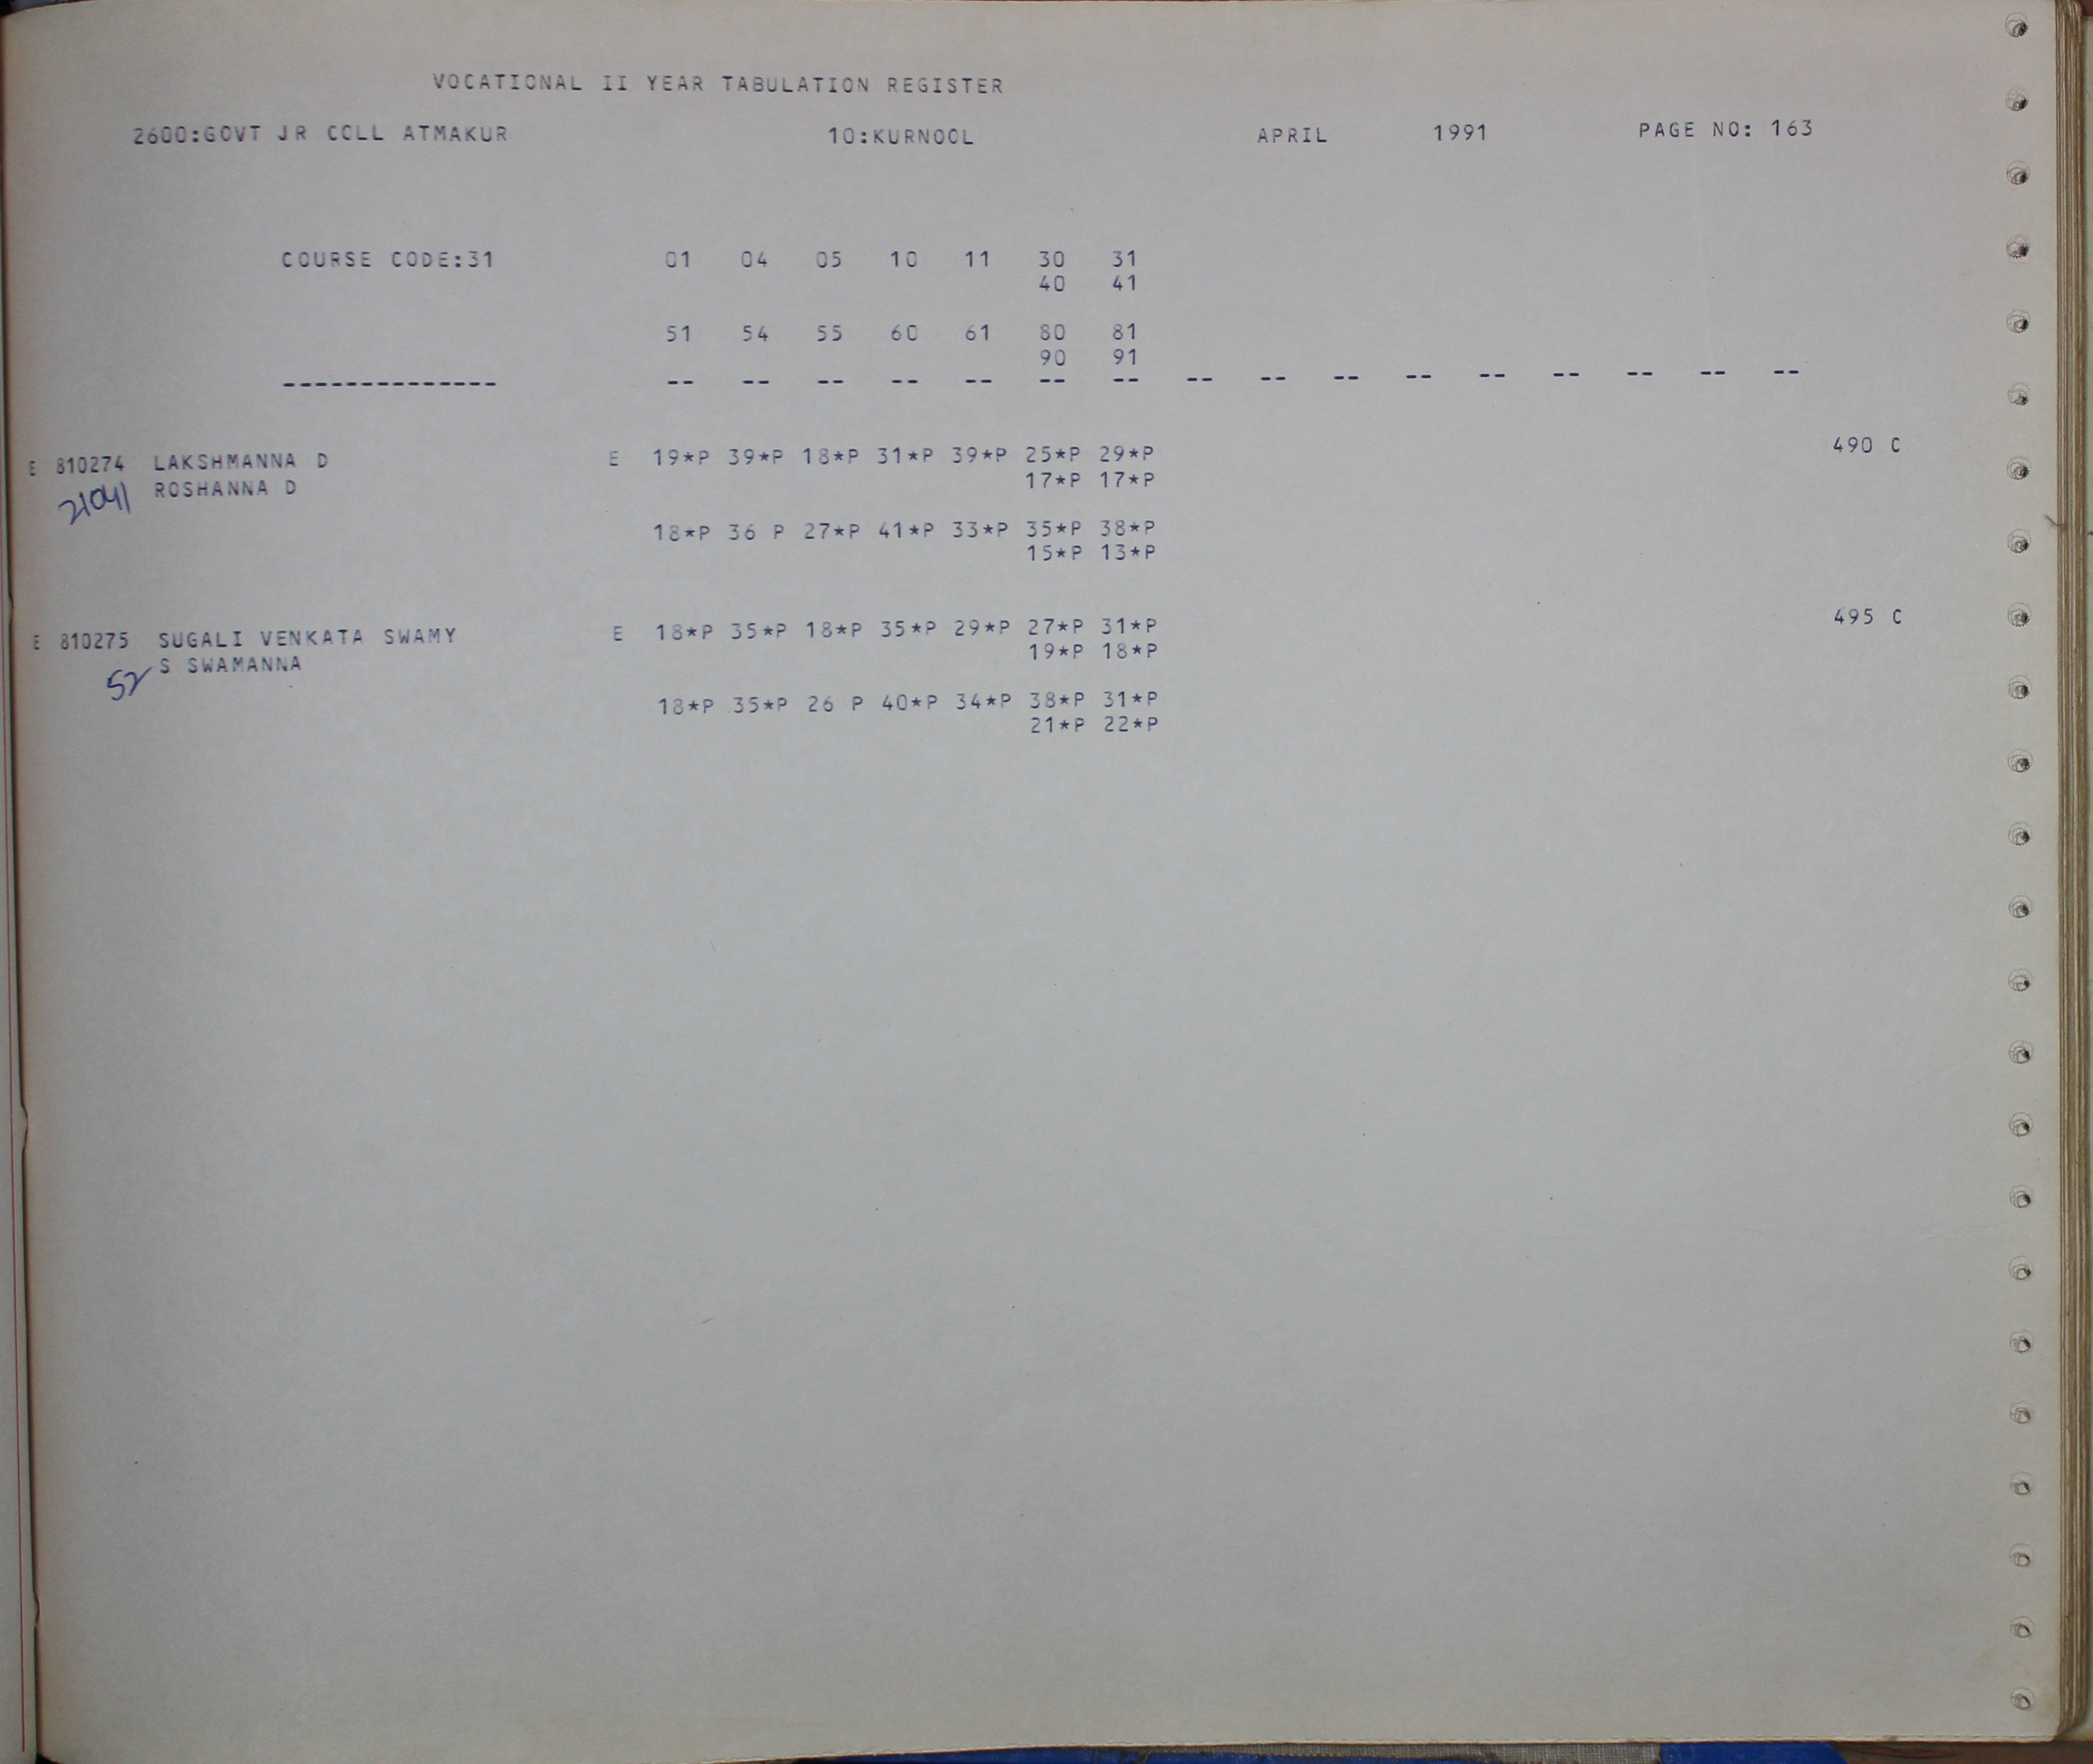 VOCATIONAL II YEAR TABULATION REGISTER
2600:GOVT JR COLL ATMAKUR 10:KURNOOL APRIL 1991 PAGE NO: 163
COURSE CODE:31 01 04 05 10 11 30 31
40 41
51 54 55 60 61 80 81
90 91
-------------- -- -- -- -- -- -- -- -- -- -- -- -- -- -- -- --
E 810274 LAKSHMANNA D E 19*P 39*P 18*P 31*P 39*P 25*P 29*P 490 C
21041 ROSHANNA D 17*P 17*P
18*P 36 P 27*P 41*P 33*P 35*P 38*P
15*P 13*P
E 810275 SUGALI VENKATA SWAMY E 18*P 35*P 18*P 35*P 29*P 27*P 31*P 495 C
52 S SWAMANNA 19*P 18*P
18*P 35*P 26 P 40*P 34*P 38*P 31*P
21*P 22*P